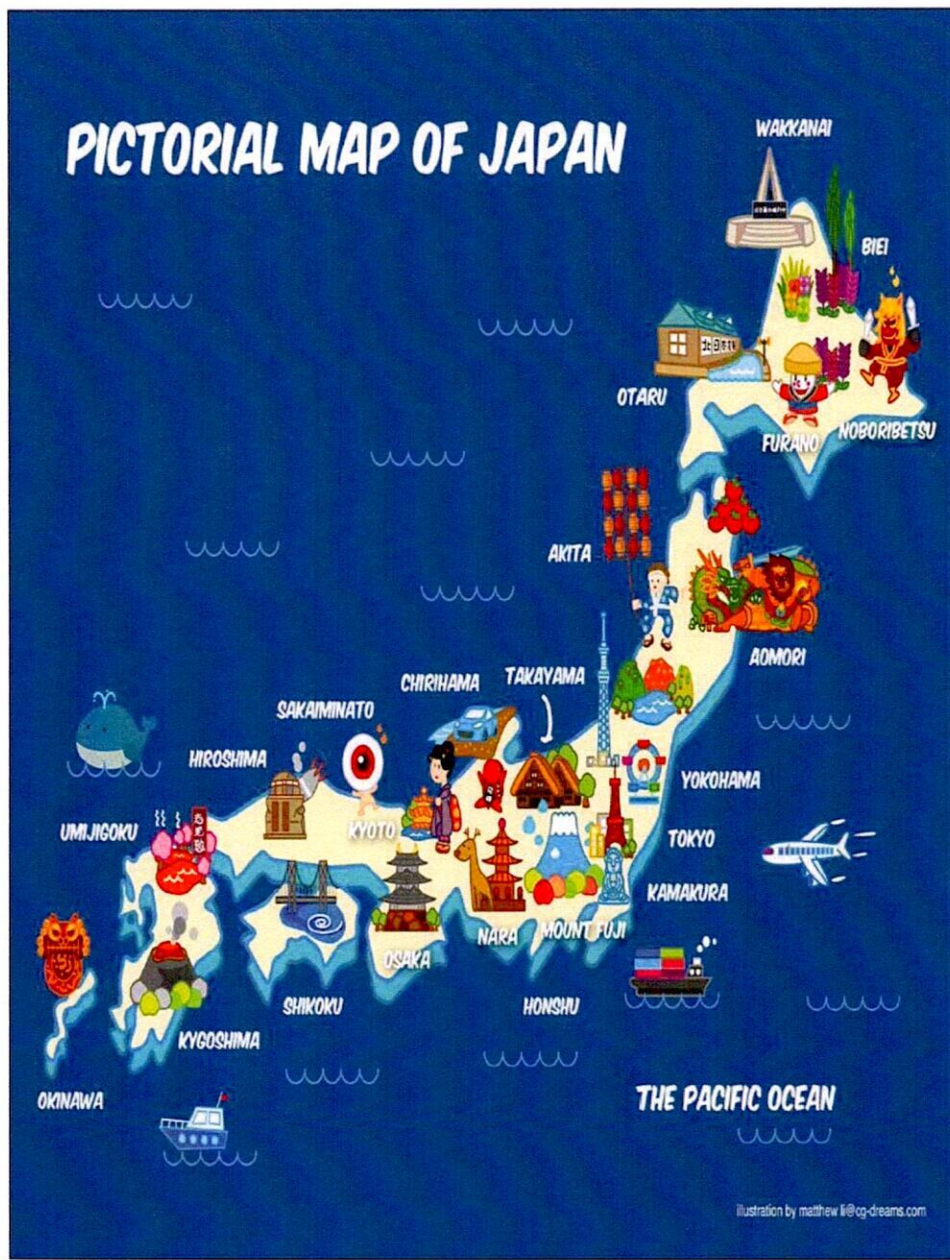 PICTORIAL MAP OF JAPAN
WAKKANAI
BIEI
OTARU
FURANO
NOBORIBETSU
AKITA
AOMORI
CHIRIHAMA
TAKAYAMA
SAKAIMINATO
HIROSHIMA
YOKOHAMA
UMIJIGOKU
KYOTO
TOKYO
KAMAKURA
NARA
MOUNT FUJI
OSAKA
SHIKOKU
HONSHU
KYGOSHIMA
OKINAWA
THE PACIFIC OCEAN
illustration by matthew li@cg-dreams.com